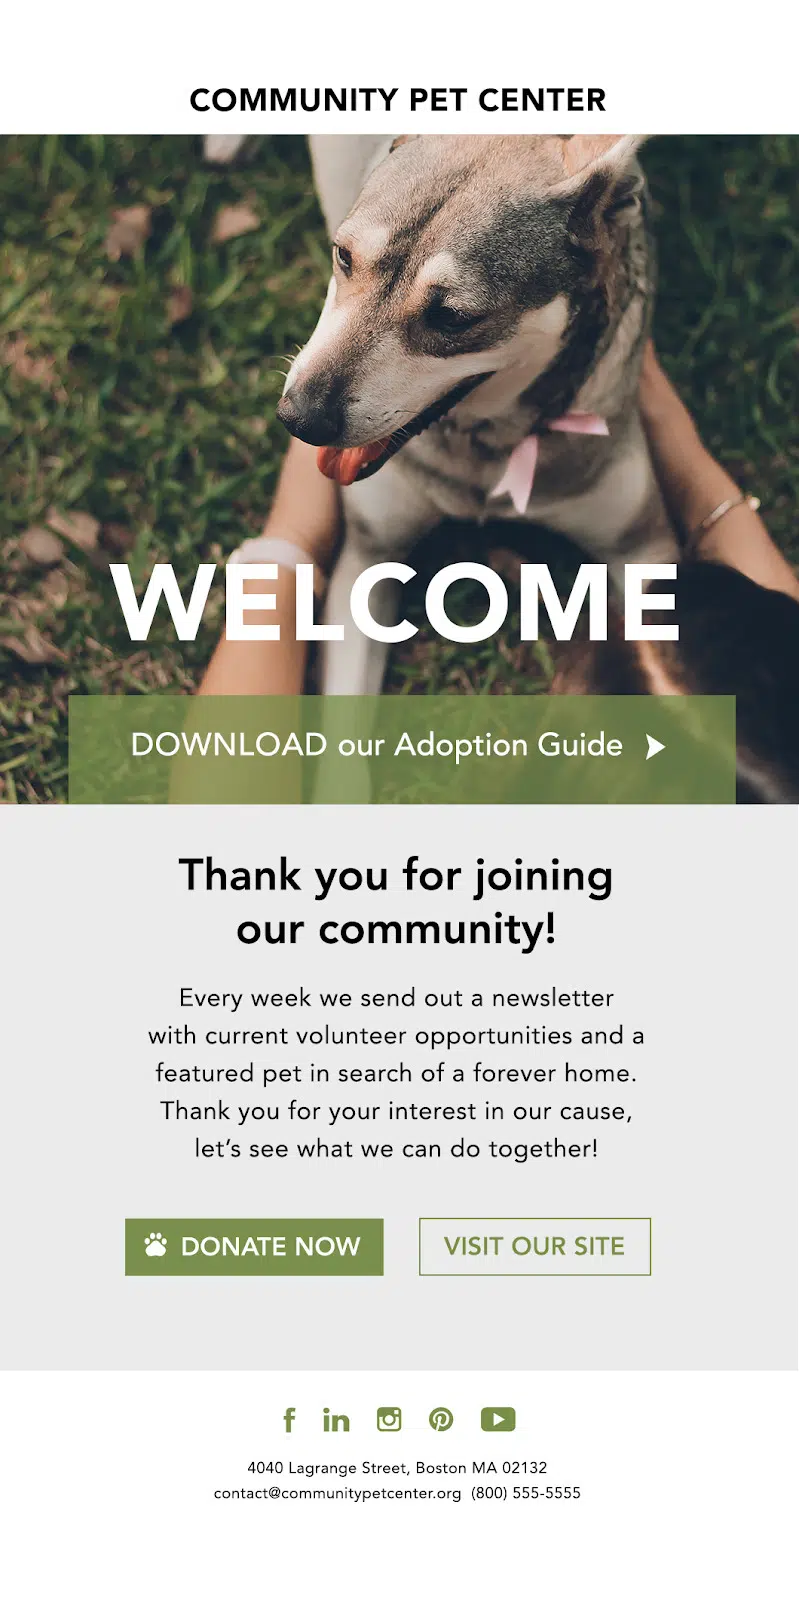 COMMUNITY PET CENTER
WELCOME
DOWNLOAD our Adoption Guide
Thank you for joining
our community!
Every week we send out a newsletter
with current volunteer opportunities and a
featured pet in search of a forever home.
Thank you for your interest in our cause,
let’s see what we can do together!
DONATE NOW
VISIT OUR SITE
4040 Lagrange Street, Boston MA 02132
contact@communitypetcenter.org (800) 555-5555